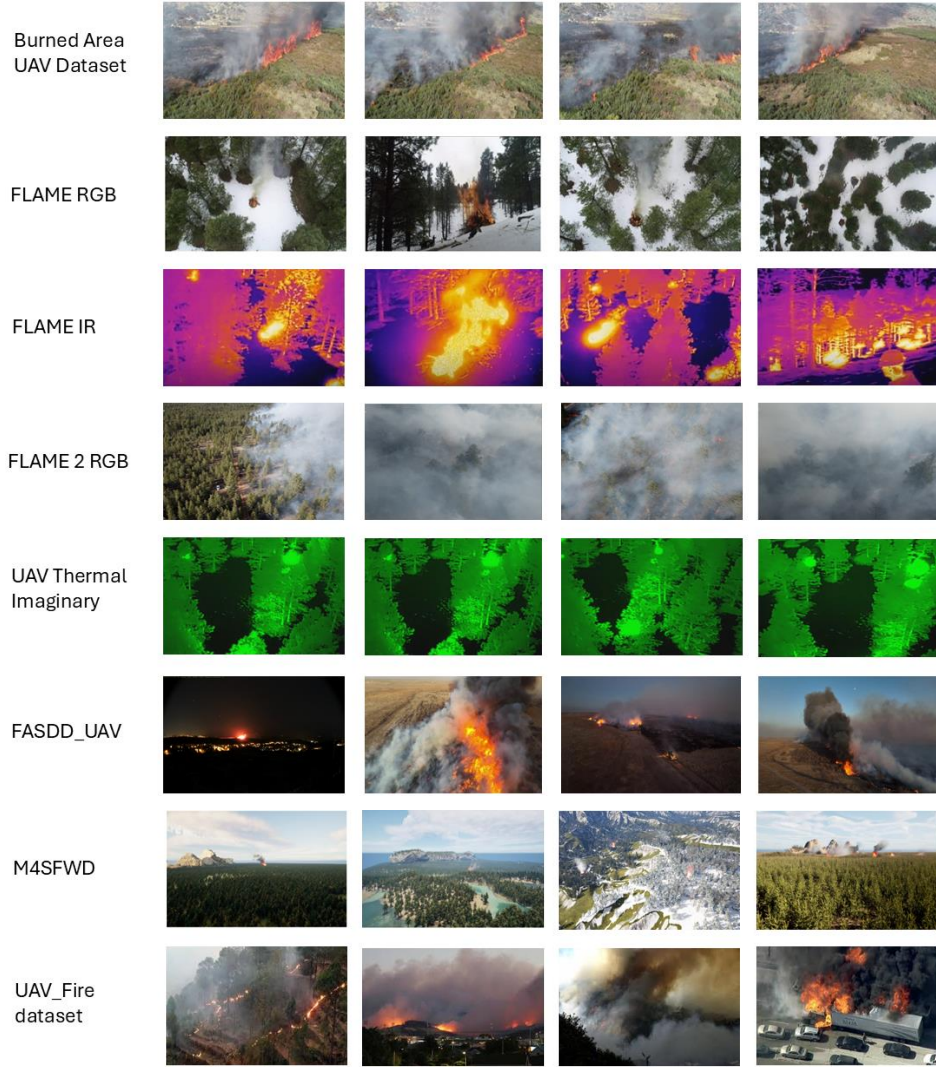 Burned Area
UAV Dataset
FLAME RGB
FLAME IR
FLAME 2 RGB
UAV Thermal
Imaginary
FASDD_UAV
M4SFWD
UAV_Fire
dataset